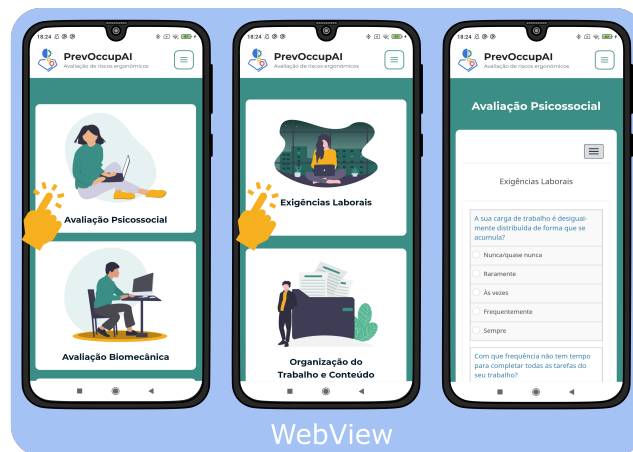 18:24
PrevOccupAI
Avaliação de riscos ergonómicos
Avaliação Psicossocial
Avaliação Biomecânica
18:24
PrevOccupAI
Avaliação de riscos ergonómicos
Exigências Laborais
Organização do
Trabalho e Conteúdo
18:24
PrevOccupAI
Avaliação de riscos ergonómicos
Avaliação Psicossocial
Exigências Laborais
A sua carga de trabalho é desigual-
mente distribuída de forma que se
acumula?
Nunca/quase nunca
Raramente
Às vezes
Frequentemente
Sempre
Com que frequência não tem tempo
para completar todas as tarefas do
seu trabalho?
WebView